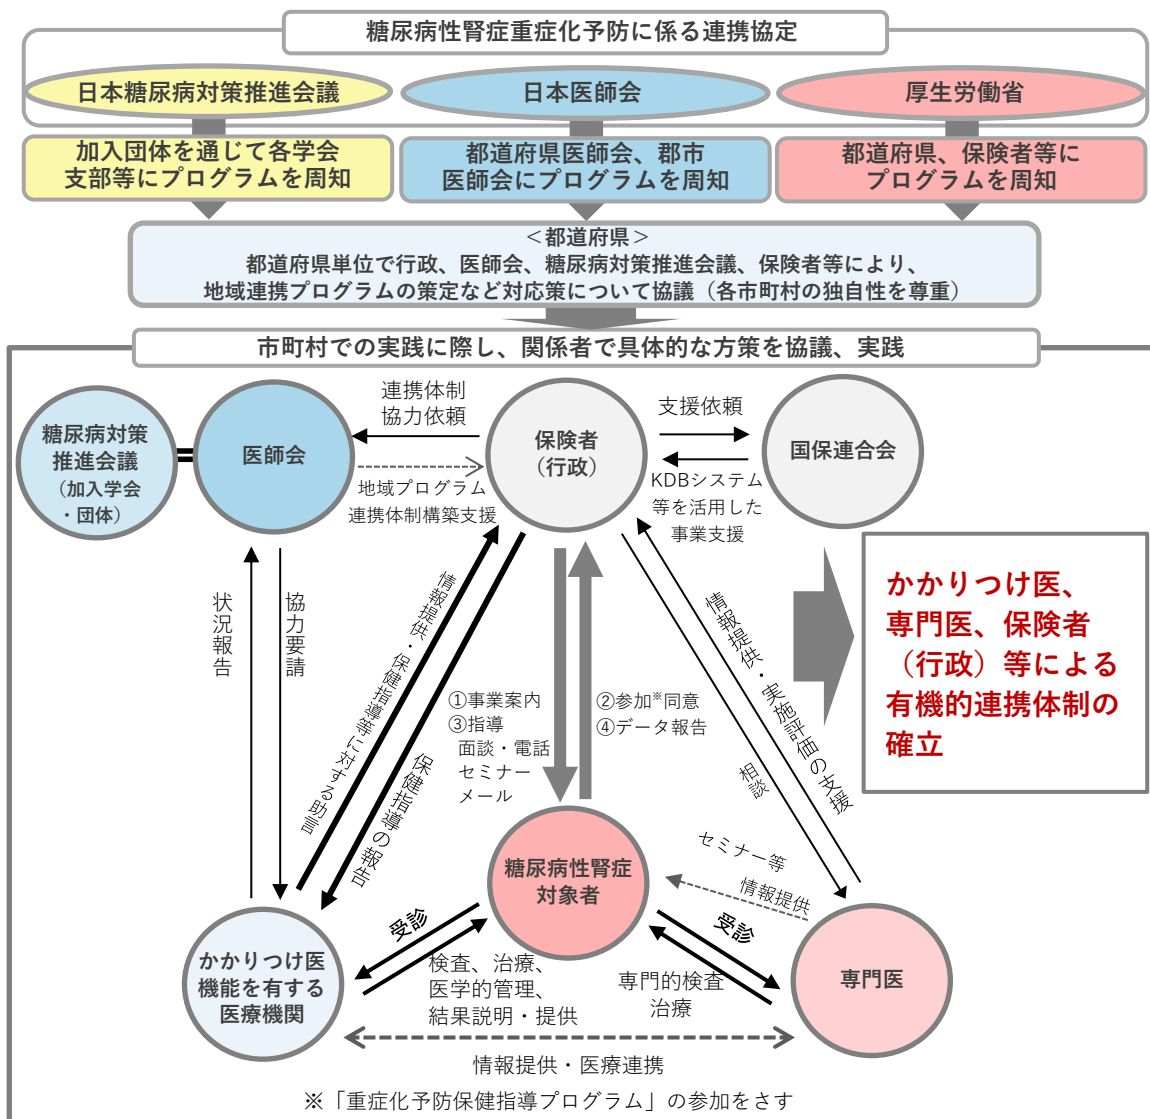 糖尿病性腎症重症化予防に係る連携協定
日本糖尿病対策推進会議
日本医師会
厚生労働省
加入団体を通じて各学会
支部等にプログラムを周知
都道府県医師会、郡市
医師会にプログラムを周知
都道府県、保険者等に
プログラムを周知
＜都道府県＞
都道府県単位で行政、医師会、糖尿病対策推進会議、保険者等により、
地域連携プログラムの策定など対応策について協議（各市町村の独自性を尊重）
市町村での実践に際し、関係者で具体的な方策を協議、実践
糖尿病対策
推進会議
（加入学会
・団体）
医師会
連携体制
協力依頼
地域プログラム
連携体制構築支援
保険者
（行政）
支援依頼
KDBシステム
等を活用した
事業支援
国保連合会
かかりつけ医、
専門医、保険者
（行政）等による
有機的連携体制の
確立
状況報告
協力要請
情報提供・保健指導等に対する助言
保健指導の報告
①事業案内
③指導
面談・電話
セミナー
メール
②参加※同意
④データ報告
情報提供・実施評価の支援
相談
糖尿病性腎症
対象者
セミナー等
情報提供
受診
受診
かかりつけ医
機能を有する
医療機関
検査、治療、
医学的管理、
結果説明・提供
専門的検査
治療
専門医
情報提供・医療連携
※「重症化予防保健指導プログラム」の参加をさす